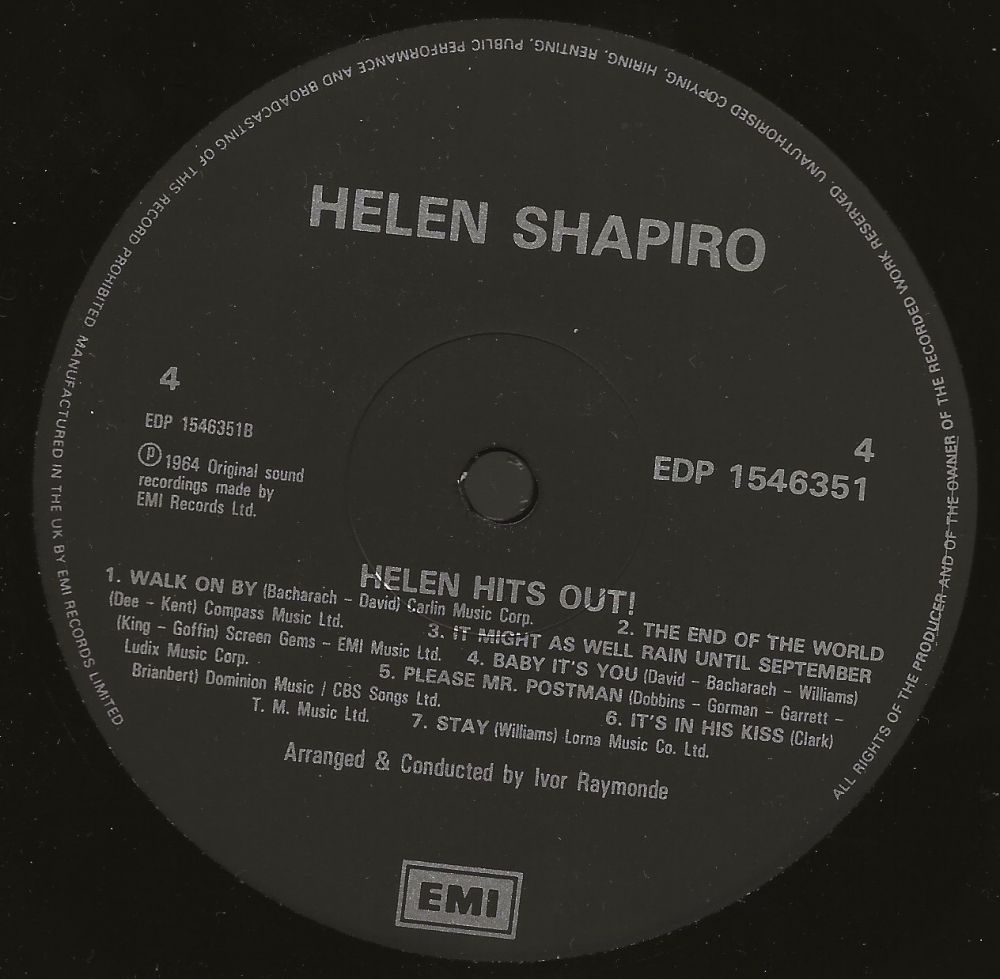 HELEN SHAPIRO
4
EDP 1546351B
Ⓟ 1964 Original sound
recordings made by
EMI Records Ltd.
4
EDP 1546351
HELEN HITS OUT!
1. WALK ON BY (Bacharach – David) Carlin Music Corp. 2. THE END OF THE WORLD
(Dee – Kent) Compass Music Ltd. 3. IT MIGHT AS WELL RAIN UNTIL SEPTEMBER
(King – Goffin) Screen Gems – EMI Music Ltd. 4. BABY IT'S YOU (David – Bacharach – Williams)
Ludix Music Corp. 5. PLEASE MR. POSTMAN (Dobbins – Gorman – Garrett –
Brianbert) Dominion Music / CBS Songs Ltd. 6. IT'S IN HIS KISS (Clark)
T. M. Music Ltd. 7. STAY (Williams) Lorna Music Co. Ltd.
Arranged & Conducted by Ivor Raymonde
EMI
ALL RIGHTS OF THE PRODUCER AND OF THE OWNER OF THE RECORDED WORK RESERVED UNAUTHORISED COPYING, HIRING, RENTING, PUBLIC PERFORMANCE AND BROADCASTING OF THIS RECORD PROHIBITED MANUFACTURED IN THE UK BY EMI RECORDS LIMITED